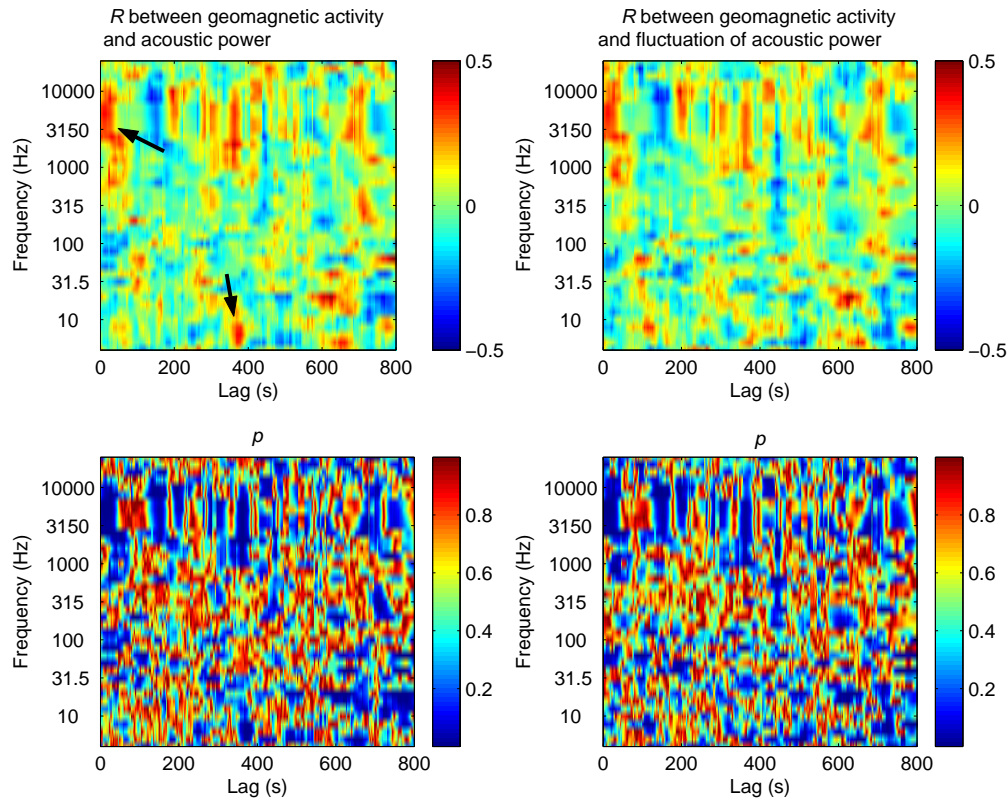 R between geomagnetic activity
and acoustic power
Frequency (Hz)
10000
3150
1000
315
100
31.5
10
0 200 400 600 800
Lag (s)
0.5
0
−0.5
R between geomagnetic activity
and fluctuation of acoustic power
Frequency (Hz)
10000
3150
1000
315
100
31.5
10
0 200 400 600 800
Lag (s)
0.5
0
−0.5
p
Frequency (Hz)
10000
3150
1000
315
100
31.5
10
0 200 400 600 800
Lag (s)
0.8
0.6
0.4
0.2
p
Frequency (Hz)
10000
3150
1000
315
100
31.5
10
0 200 400 600 800
Lag (s)
0.8
0.6
0.4
0.2